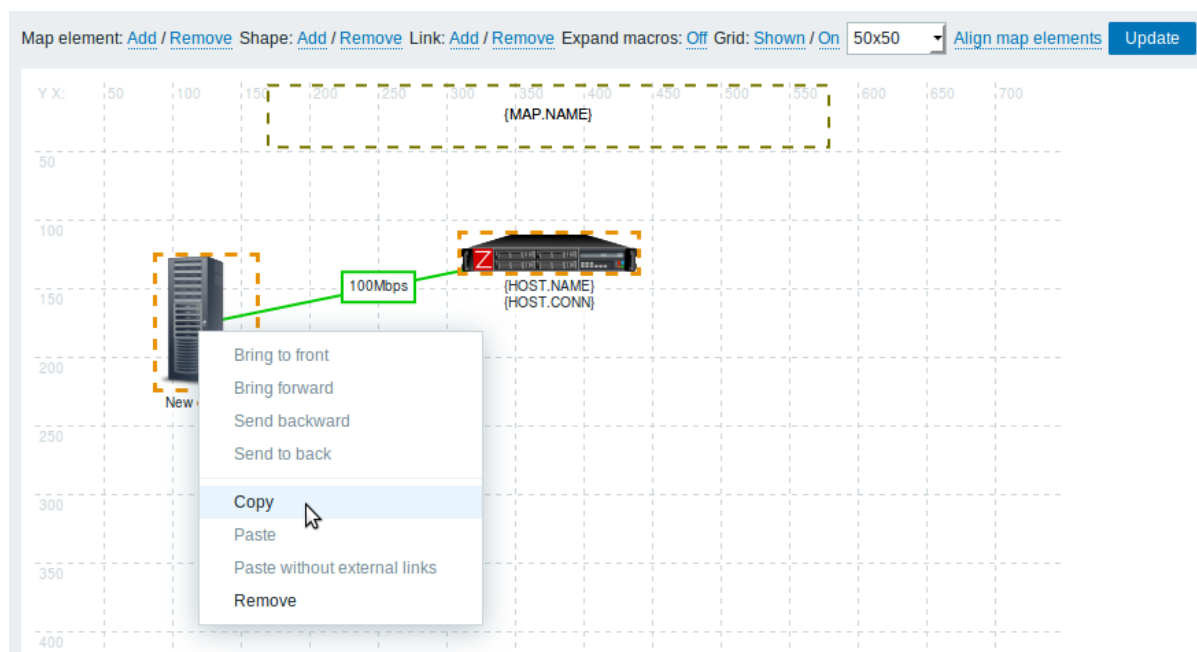 Map element: Add / Remove Shape: Add / Remove Link: Add / Remove Expand macros: Off Grid: Shown / On 50x50 Align map elements Update
Y X: 50 100 150 200 250 300 350 400 450 500 550 600 650 700
{MAP.NAME}
50
100
Z
100Mbps
{HOST.NAME}
150
{HOST.CONN}
Bring to front
200
Bring forward
New
Send backward
250
Send to back
300
Copy
Paste
350
Paste without external links
Remove
400